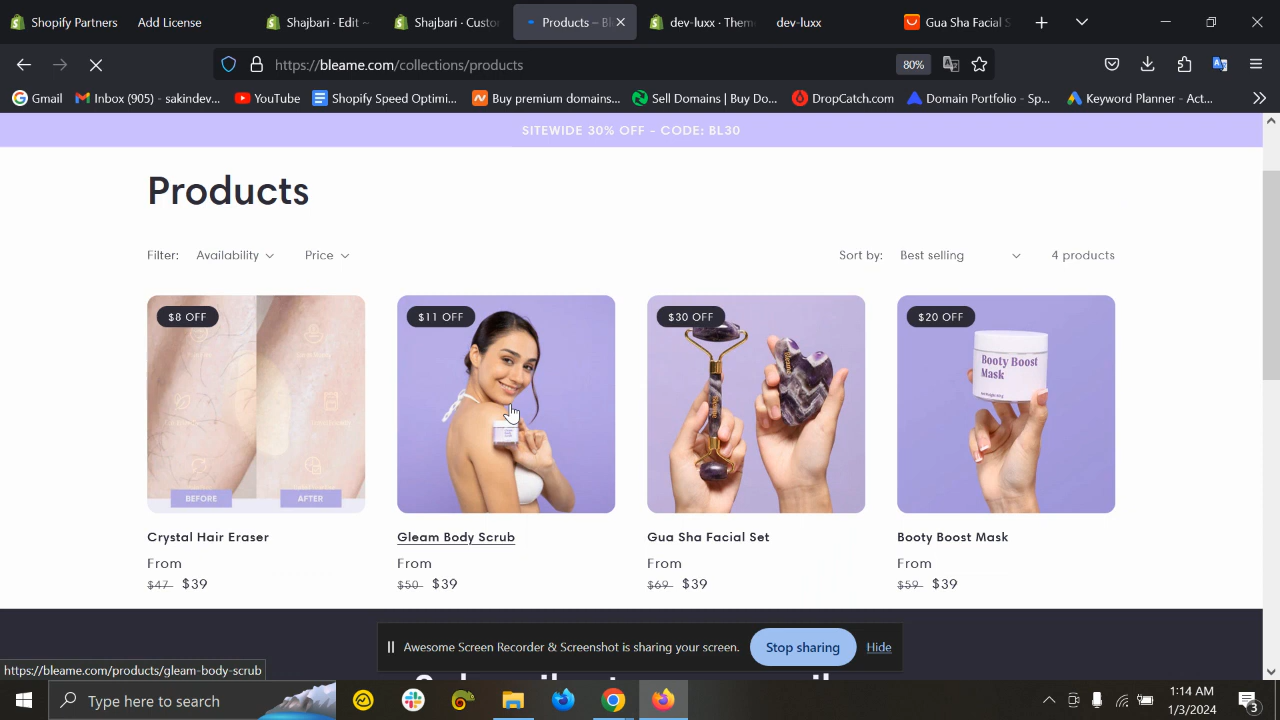 Shopify Partners Add License Shajbari · Edit ~ Shajbari · Custo Products – Bl dev-luxx · Them dev-luxx Gua Sha Facial S
https://bleame.com/collections/products 80%
Gmail Inbox (905) - sakindev... YouTube Shopify Speed Optimi... Buy premium domains... Sell Domains | Buy Do... DropCatch.com Domain Portfolio - Sp... Keyword Planner - Act...
SITEWIDE 30% OFF - CODE: BL30
Products
Filter: Availability Price Sort by: Best selling 4 products
$8 OFF $11 OFF $30 OFF $20 OFF
Booty Boost
Mask
BEFORE AFTER
Crystal Hair Eraser Gleam Body Scrub Gua Sha Facial Set Booty Boost Mask
From From From From
$47 $39 $50 $39 $69 $39 $59 $39
Awesome Screen Recorder & Screenshot is sharing your screen. Stop sharing Hide
https://bleame.com/products/gleam-body-scrub
Type here to search 1:14 AM
1/3/2024 3